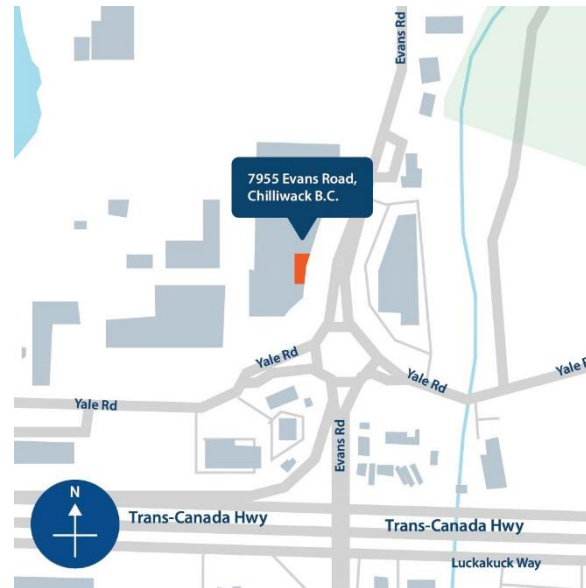 Evans Rd
7955 Evans Road,
Chilliwack B.C.
Yale Rd
Yale Rd
Yale R
Yale Rd
Evans Rd
N
Trans-Canada Hwy
Trans-Canada Hwy
Luckakuck Way